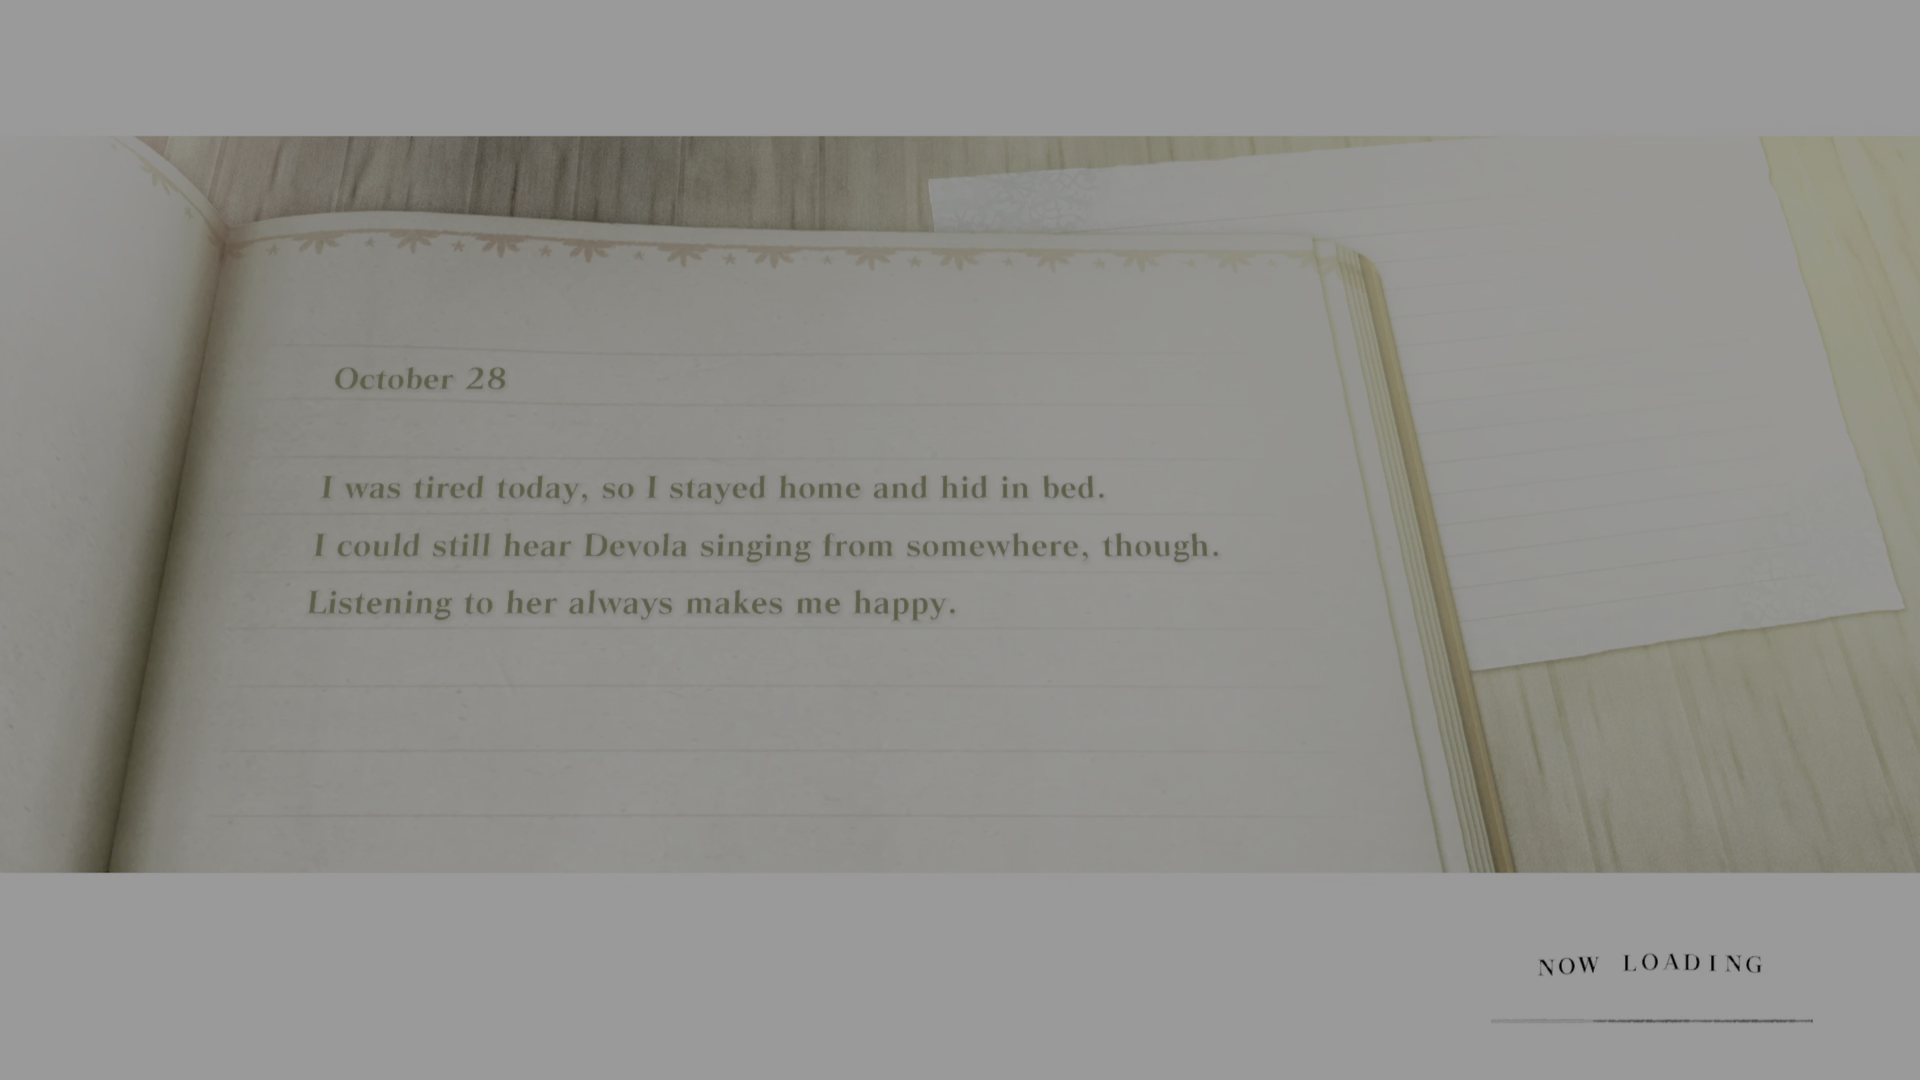 October 28
I was tired today, so I stayed home and hid in bed.
I could still hear Devola singing from somewhere, though.
Listening to her always makes me happy.
NOW LOADING